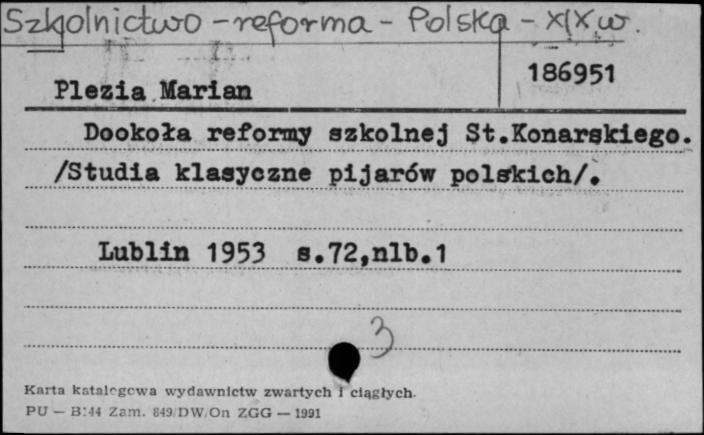 Szkolnictwo - reforma - Polska - XIX w.
186951
Plezia Marian
Dookoła reformy szkolnej St.Konarskiego.
/Studia klasyczne pijarów polskich/.
Lublin 1953 s.72,nlb.1
3
Karta katalogowa wydawnictw zwartych i ciągłych.
PU — B:44 Zam. 849/DW/On ZGG — 1991